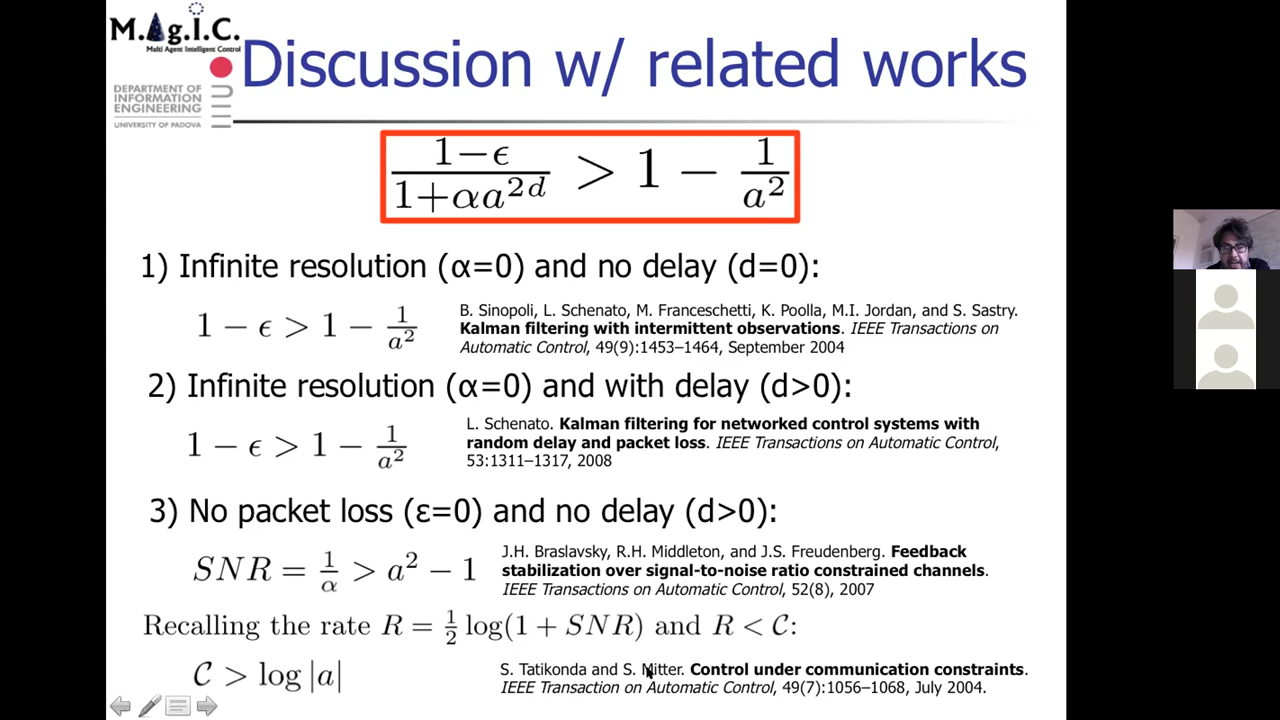 M.AgI.C.
Multi Agent Intelligent Control
DEPARTMENT OF
INFORMATION
ENGINEERING
UNIVERSITY OF PADOVA
Discussion w/ related works
\frac{1-ϵ}{1+αa^{2d}} > 1 − \frac{1}{a^2}
1) Infinite resolution (α=0) and no delay (d=0):
1 − ϵ > 1 − \frac{1}{a^2}
B. Sinopoli, L. Schenato, M. Franceschetti, K. Poolla, M.I. Jordan, and S. Sastry.
Kalman filtering with intermittent observations. IEEE Transactions on
Automatic Control, 49(9):1453–1464, September 2004
2) Infinite resolution (α=0) and with delay (d>0):
1 − ϵ > 1 − \frac{1}{a^2}
L. Schenato. Kalman filtering for networked control systems with
random delay and packet loss. IEEE Transactions on Automatic Control,
53:1311–1317, 2008
3) No packet loss (ε=0) and no delay (d>0):
SNR = \frac{1}{α} > a^2 − 1
J.H. Braslavsky, R.H. Middleton, and J.S. Freudenberg. Feedback
stabilization over signal-to-noise ratio constrained channels.
IEEE Transactions on Automatic Control, 52(8), 2007
Recalling the rate R = \frac{1}{2} log(1 + SNR) and R < C:
C > log |a|
S. Tatikonda and S. Mitter. Control under communication constraints.
IEEE Transaction on Automatic Control, 49(7):1056–1068, July 2004.